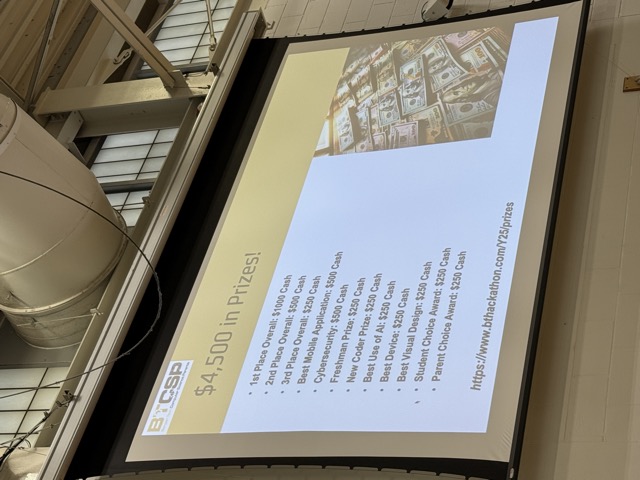 BTCSP
$4,500 in Prizes!
• 1st Place Overall: $1000 Cash
• 2nd Place Overall: $500 Cash
• 3rd Place Overall: $250 Cash
• Best Mobile Application: $500 Cash
• Cybersecurity: $500 Cash
• Freshman Prize: $250 Cash
• New Coder Prize: $250 Cash
• Best Use of AI: $250 Cash
• Best Device: $250 Cash
• Best Visual Design: $250 Cash
• Student Choice Award: $250 Cash
• Parent Choice Award: $250 Cash
https://www.bthackathon.com/Y25/prizes